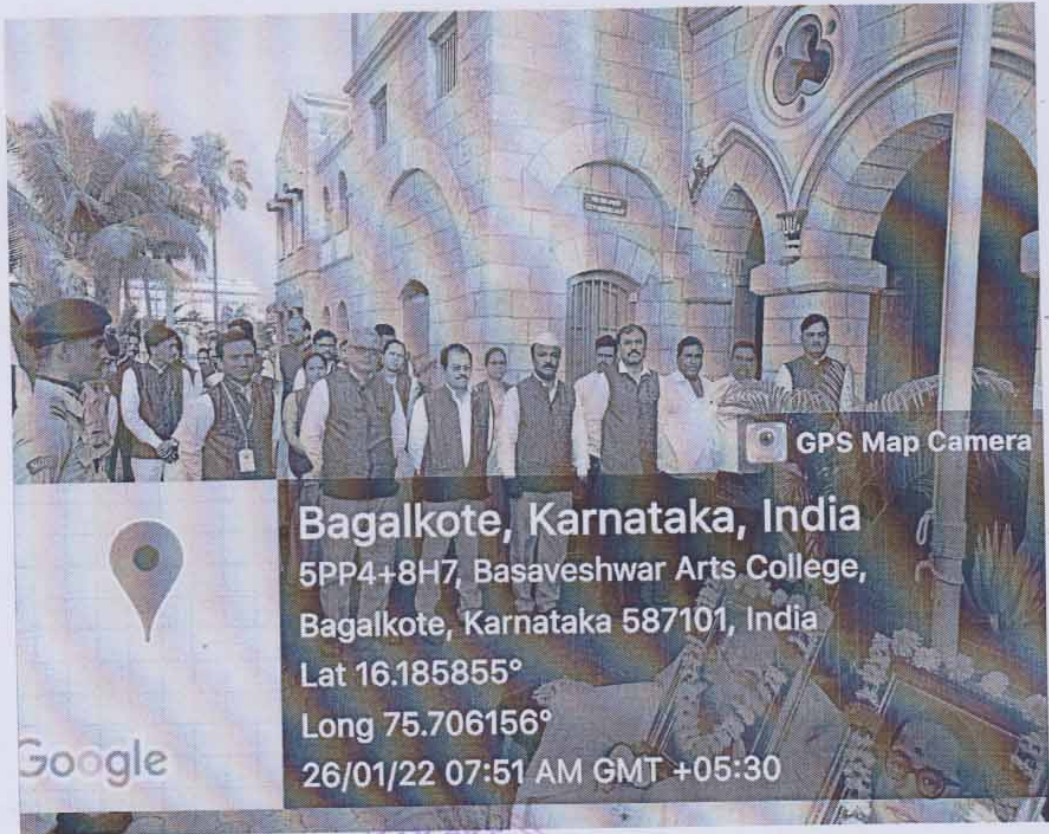 GPS Map Camera
Bagalkote, Karnataka, India
5PP4+8H7, Basaveshwar Arts College,
Bagalkote, Karnataka 587101, India
Lat 16.185855°
Long 75.706156°
26/01/22 07:51 AM GMT +05:30
Google